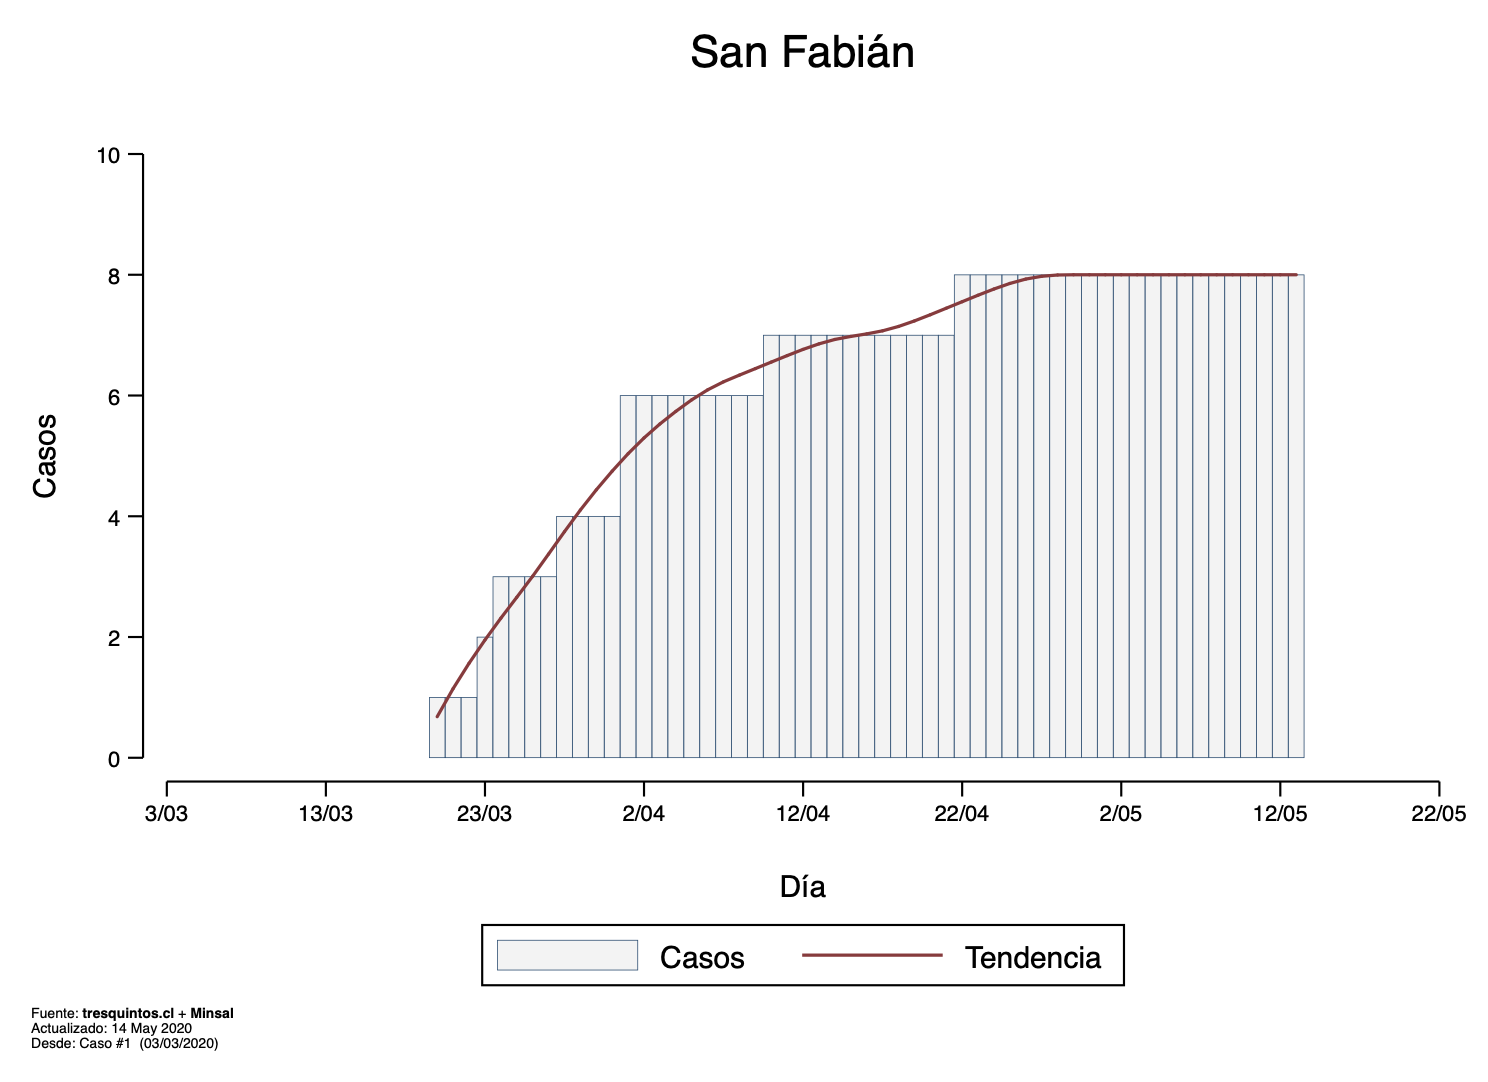 San Fabián
10
8
6
4
2
0
Casos
3/03 13/03 23/03 2/04 12/04 22/04 2/05 12/05 22/05
Día
Casos Tendencia
Fuente: tresquintos.cl + Minsal
Actualizado: 14 May 2020
Desde: Caso #1 (03/03/2020)